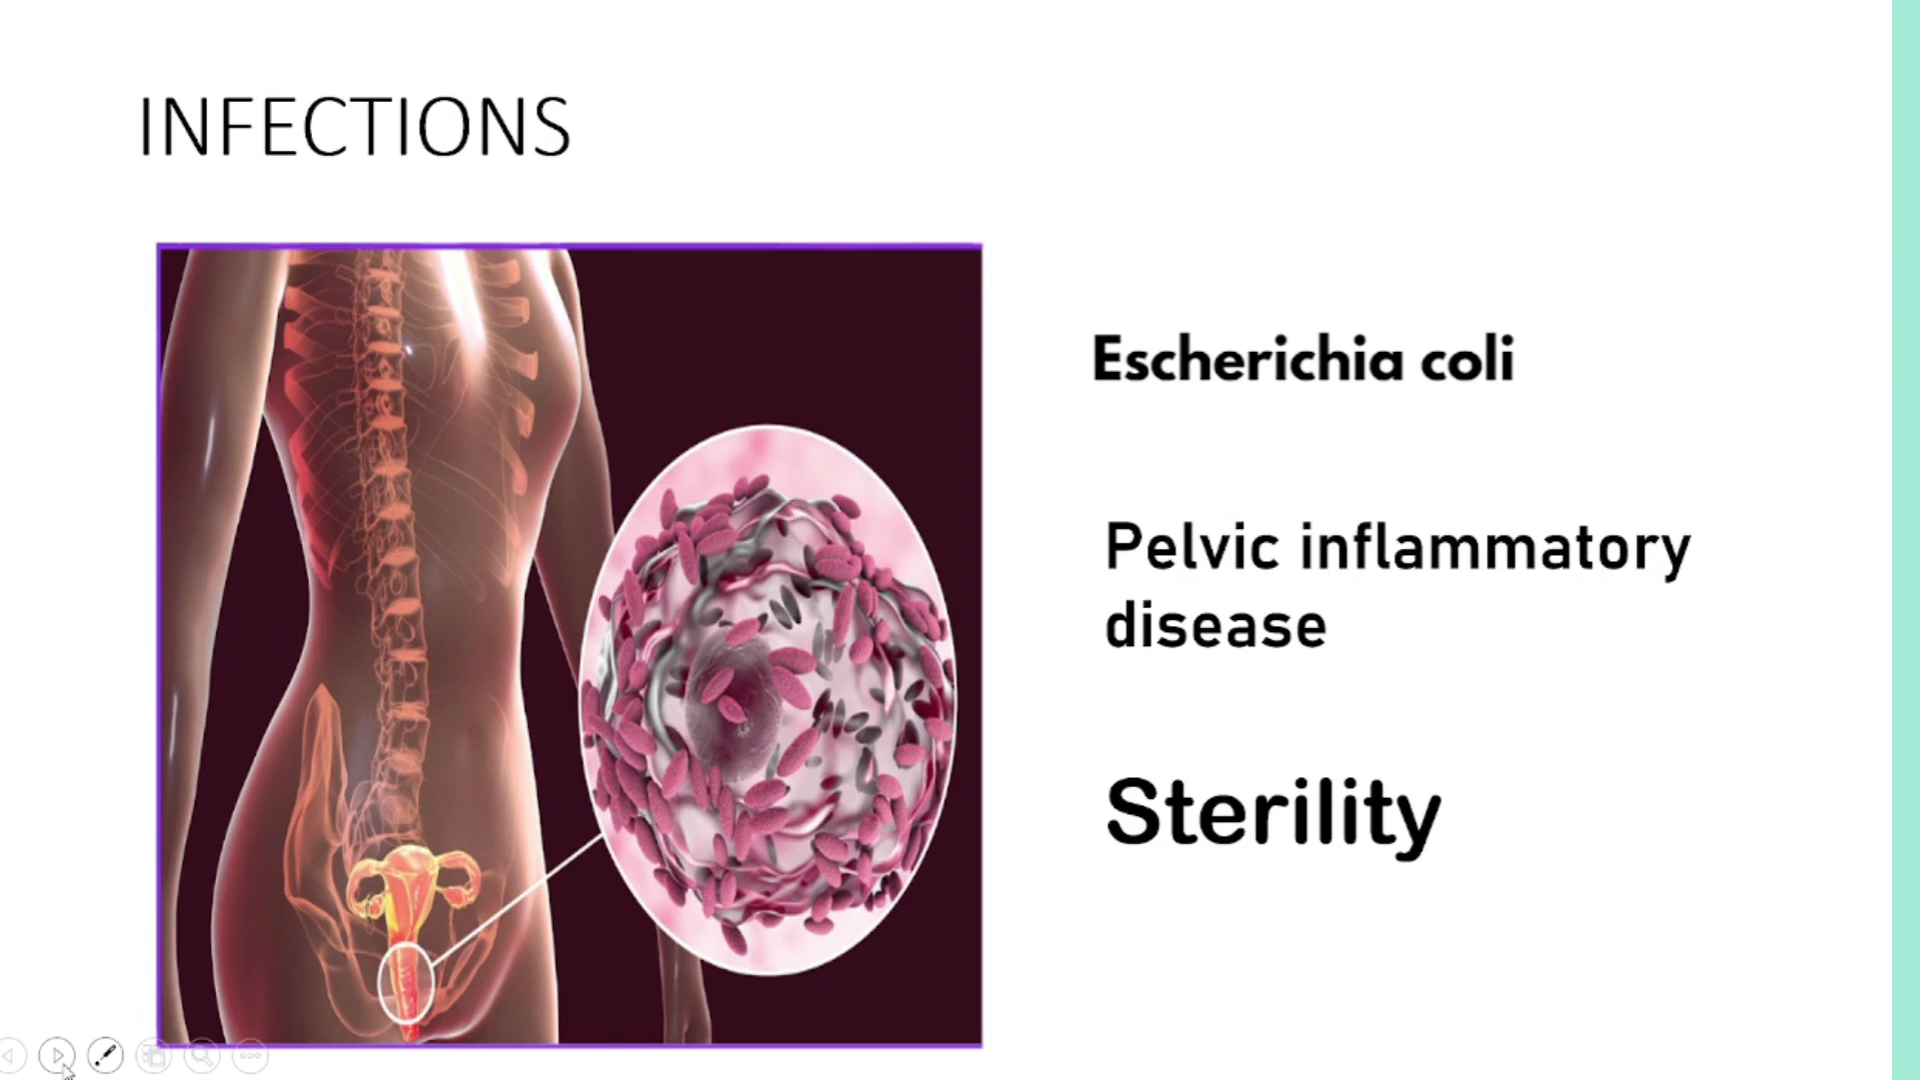 INFECTIONS
Escherichia coli
Pelvic inflammatory
disease
Sterility